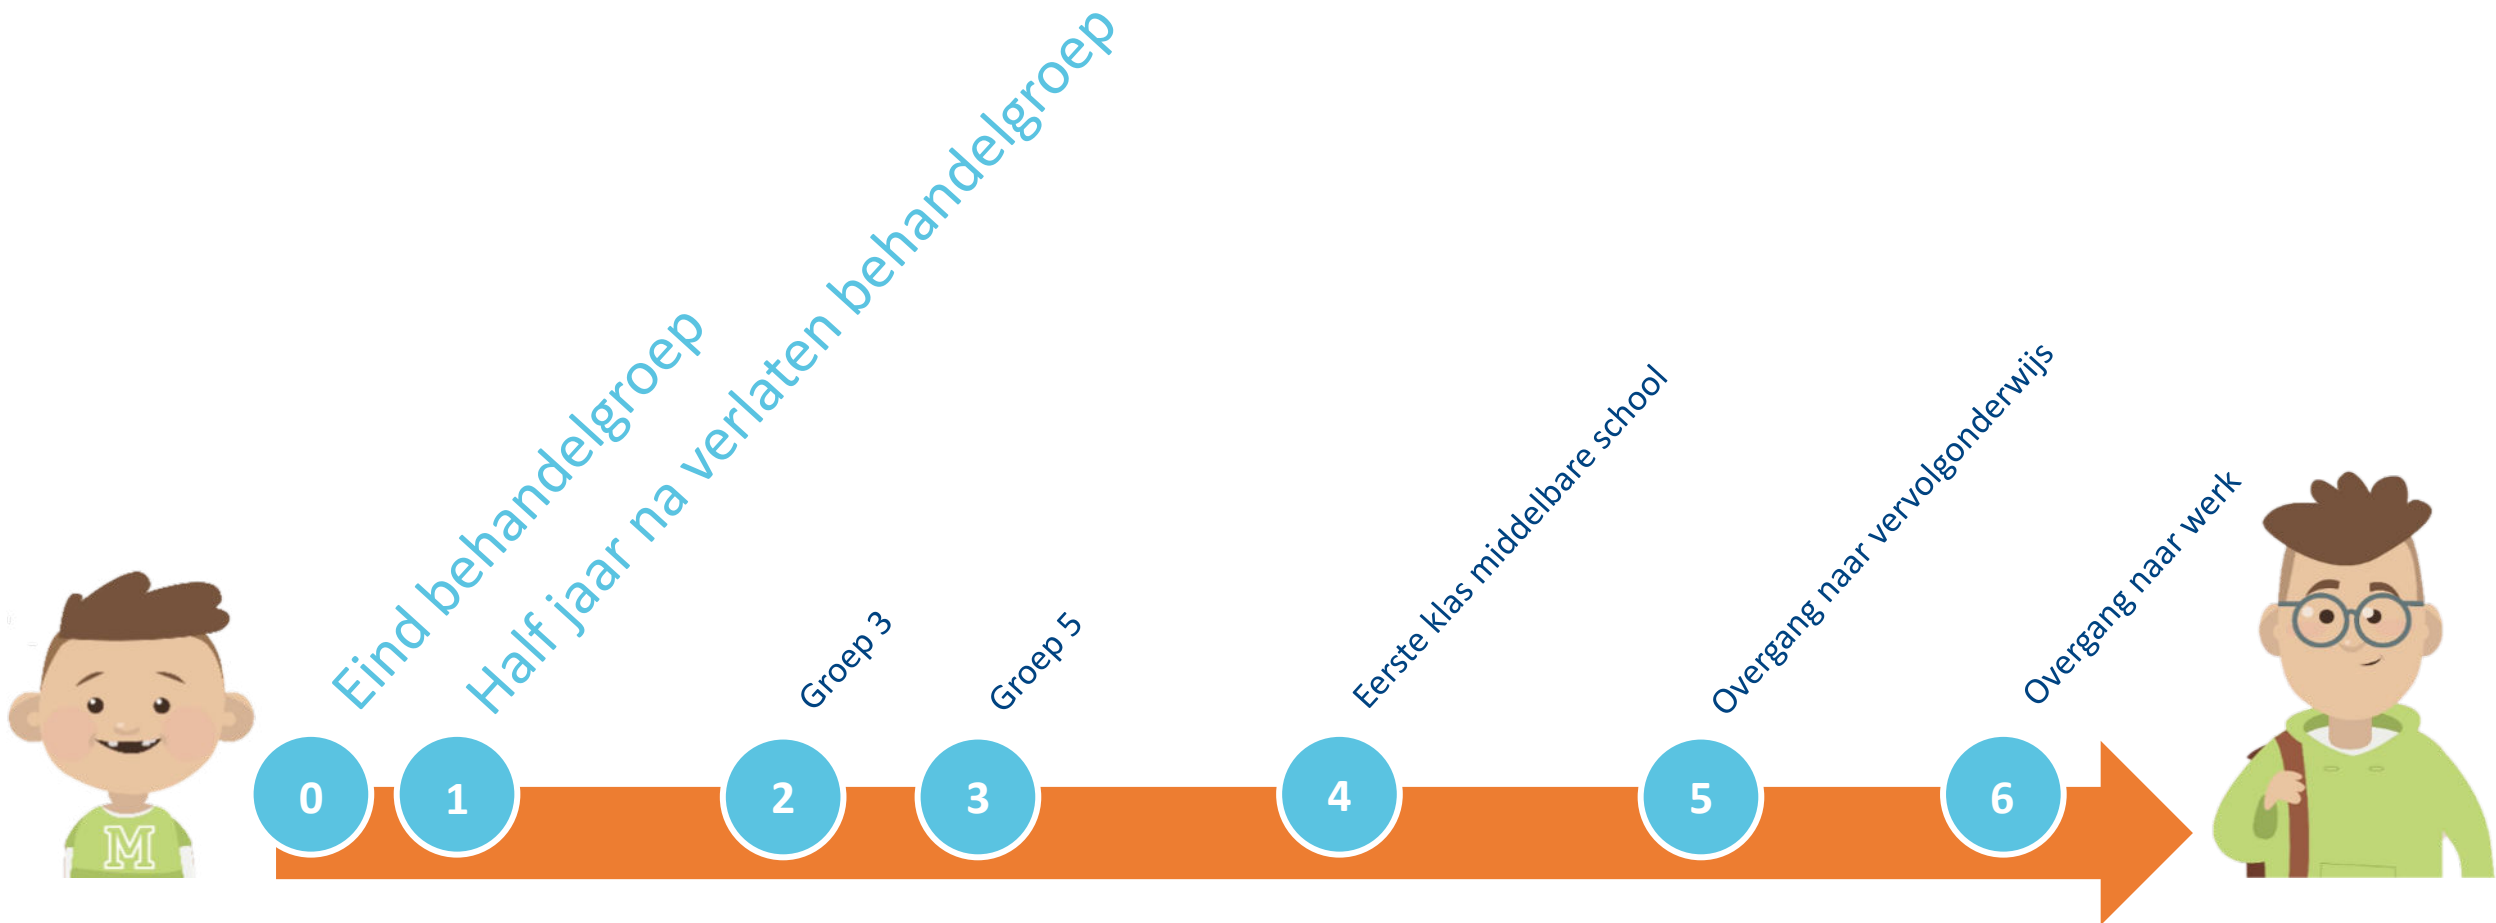 Eind behandelgroep
Half jaar na verlaten behandelgroep
Groep 3
Groep 5
Eerste klas middelbare school
Overgang naar vervolgonderwijs
Overgang naar werk
0
1
2
3
4
5
6
M